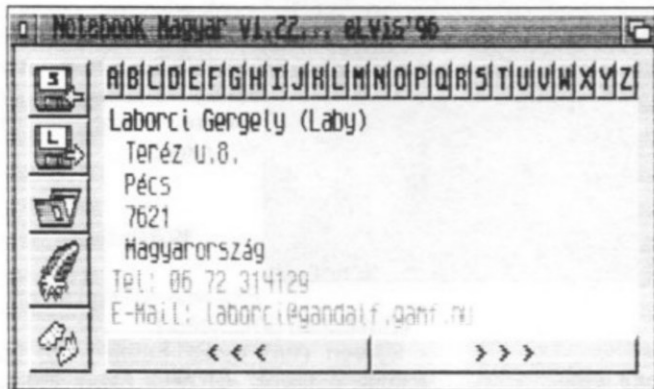 Notebook Magyar v1.22... eLvis'96
S
A B C D E F G H I J K L M N O P Q R S T U V W X Y Z
L
Laborci Gergely (Laby)
Teréz u.8.
Pécs
7621
Magyarország
Tel: 06 72 314129
E-Mail: laborci@gandalf.gamf.hu
<<<
>>>